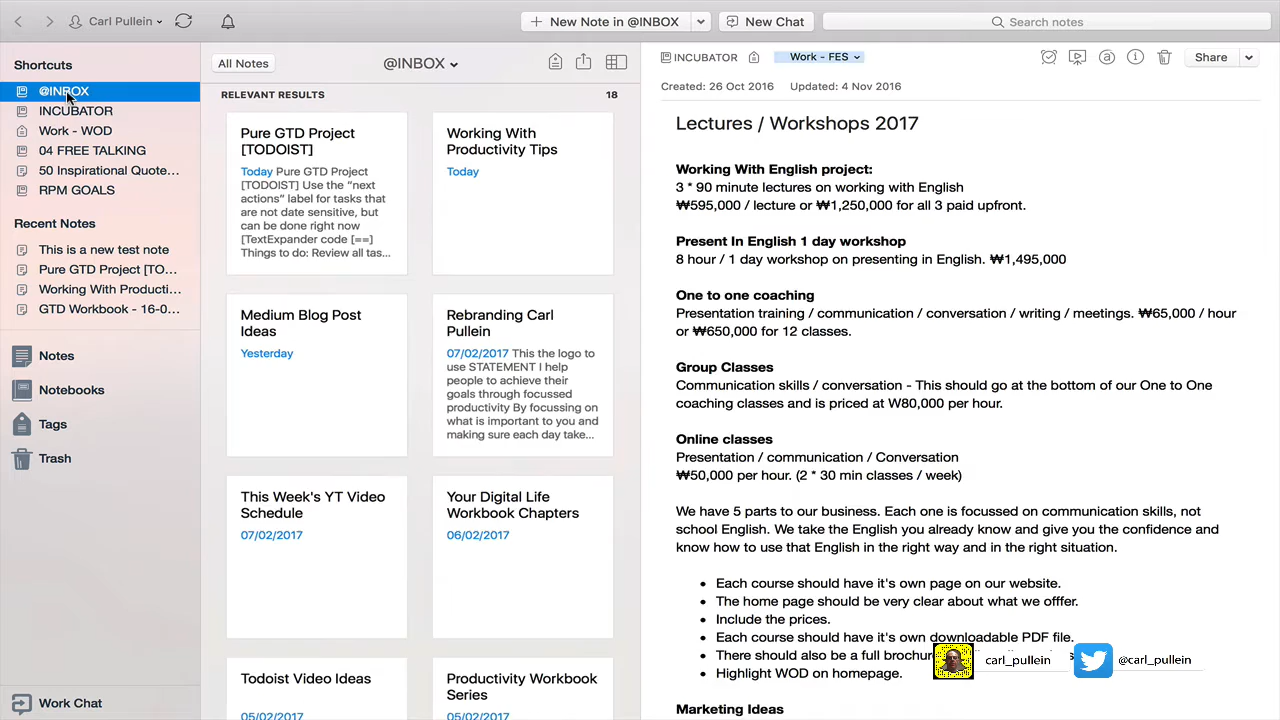 Carl Pullein
New Note in @INBOX
New Chat
Search notes
Shortcuts
@INBOX
INCUBATOR
Work - WOD
04 FREE TALKING
50 Inspirational Quote...
RPM GOALS
Recent Notes
This is a new test note
Pure GTD Project [TO...
Working With Producti...
GTD Workbook - 16-0...
Notes
Notebooks
Tags
Trash
Work Chat
All Notes
@INBOX
RELEVANT RESULTS
18
Pure GTD Project
[TODOIST]
Today Pure GTD Project
[TODOIST] Use the “next
actions” label for tasks that
are not date sensitive, but
can be done right now
[TextExpander code [==]
Things to do: Review all tas...
Working With
Productivity Tips
Today
Medium Blog Post
Ideas
Yesterday
Rebranding Carl
Pullein
07/02/2017 This the logo to
use STATEMENT I help
people to achieve their
goals through focussed
productivity By focussing on
what is important to you and
making sure each day take...
This Week's YT Video
Schedule
07/02/2017
Your Digital Life
Workbook Chapters
06/02/2017
Todoist Video Ideas
05/02/2017
Productivity Workbook
Series
05/02/2017
INCUBATOR
Work - FES
Share
Created: 26 Oct 2016 Updated: 4 Nov 2016
Lectures / Workshops 2017
Working With English project:
3 * 90 minute lectures on working with English
₩595,000 / lecture or ₩1,250,000 for all 3 paid upfront.
Present In English 1 day workshop
8 hour / 1 day workshop on presenting in English. ₩1,495,000
One to one coaching
Presentation training / communication / conversation / writing / meetings. ₩65,000 / hour
or ₩650,000 for 12 classes.
Group Classes
Communication skills / conversation - This should go at the bottom of our One to One
coaching classes and is priced at W80,000 per hour.
Online classes
Presentation / communication / Conversation
₩50,000 per hour. (2 * 30 min classes / week)
We have 5 parts to our business. Each one is focussed on communication skills, not
school English. We take the English you already know and give you the confidence and
know how to use that English in the right way and in the right situation.
• Each course should have it's own page on our website.
• The home page should be very clear about what we offfer.
• Include the prices.
• Each course should have it's own downloadable PDF file.
• There should also be a full brochur
• Highlight WOD on homepage.
Marketing Ideas
carl_pullein
@carl_pullein